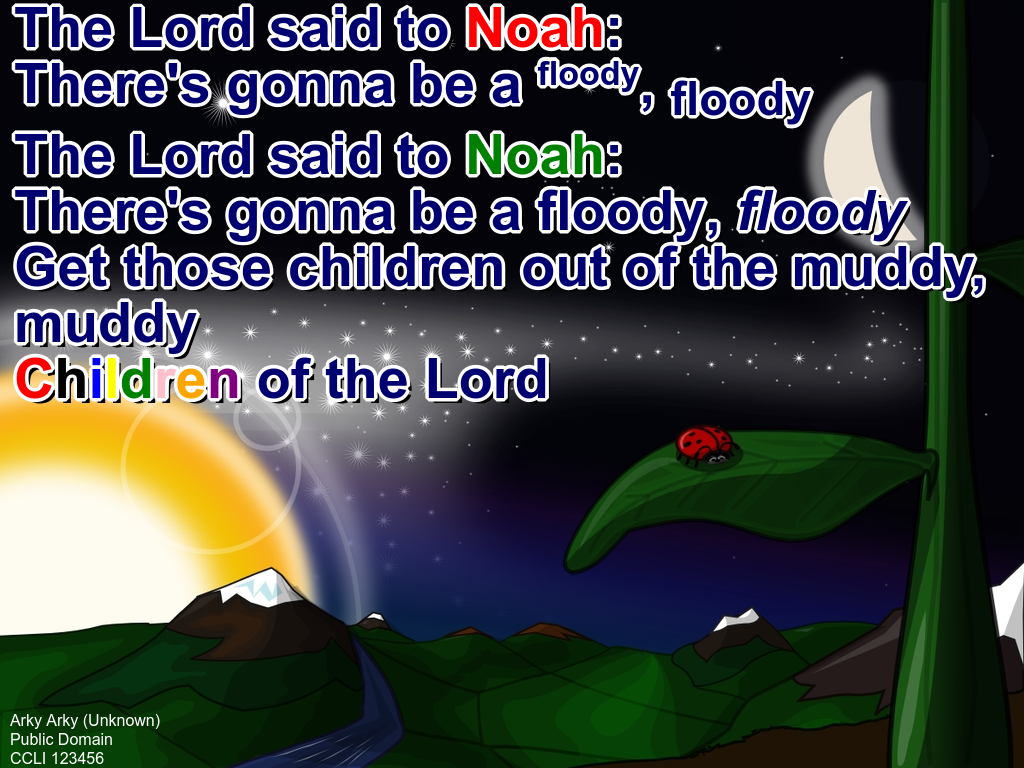 The Lord said to Noah:
There's gonna be a floody, floody
The Lord said to Noah:
There's gonna be a floody, floody
Get those children out of the muddy,
muddy
Children of the Lord
Arky Arky (Unknown)
Public Domain
CCLI 123456